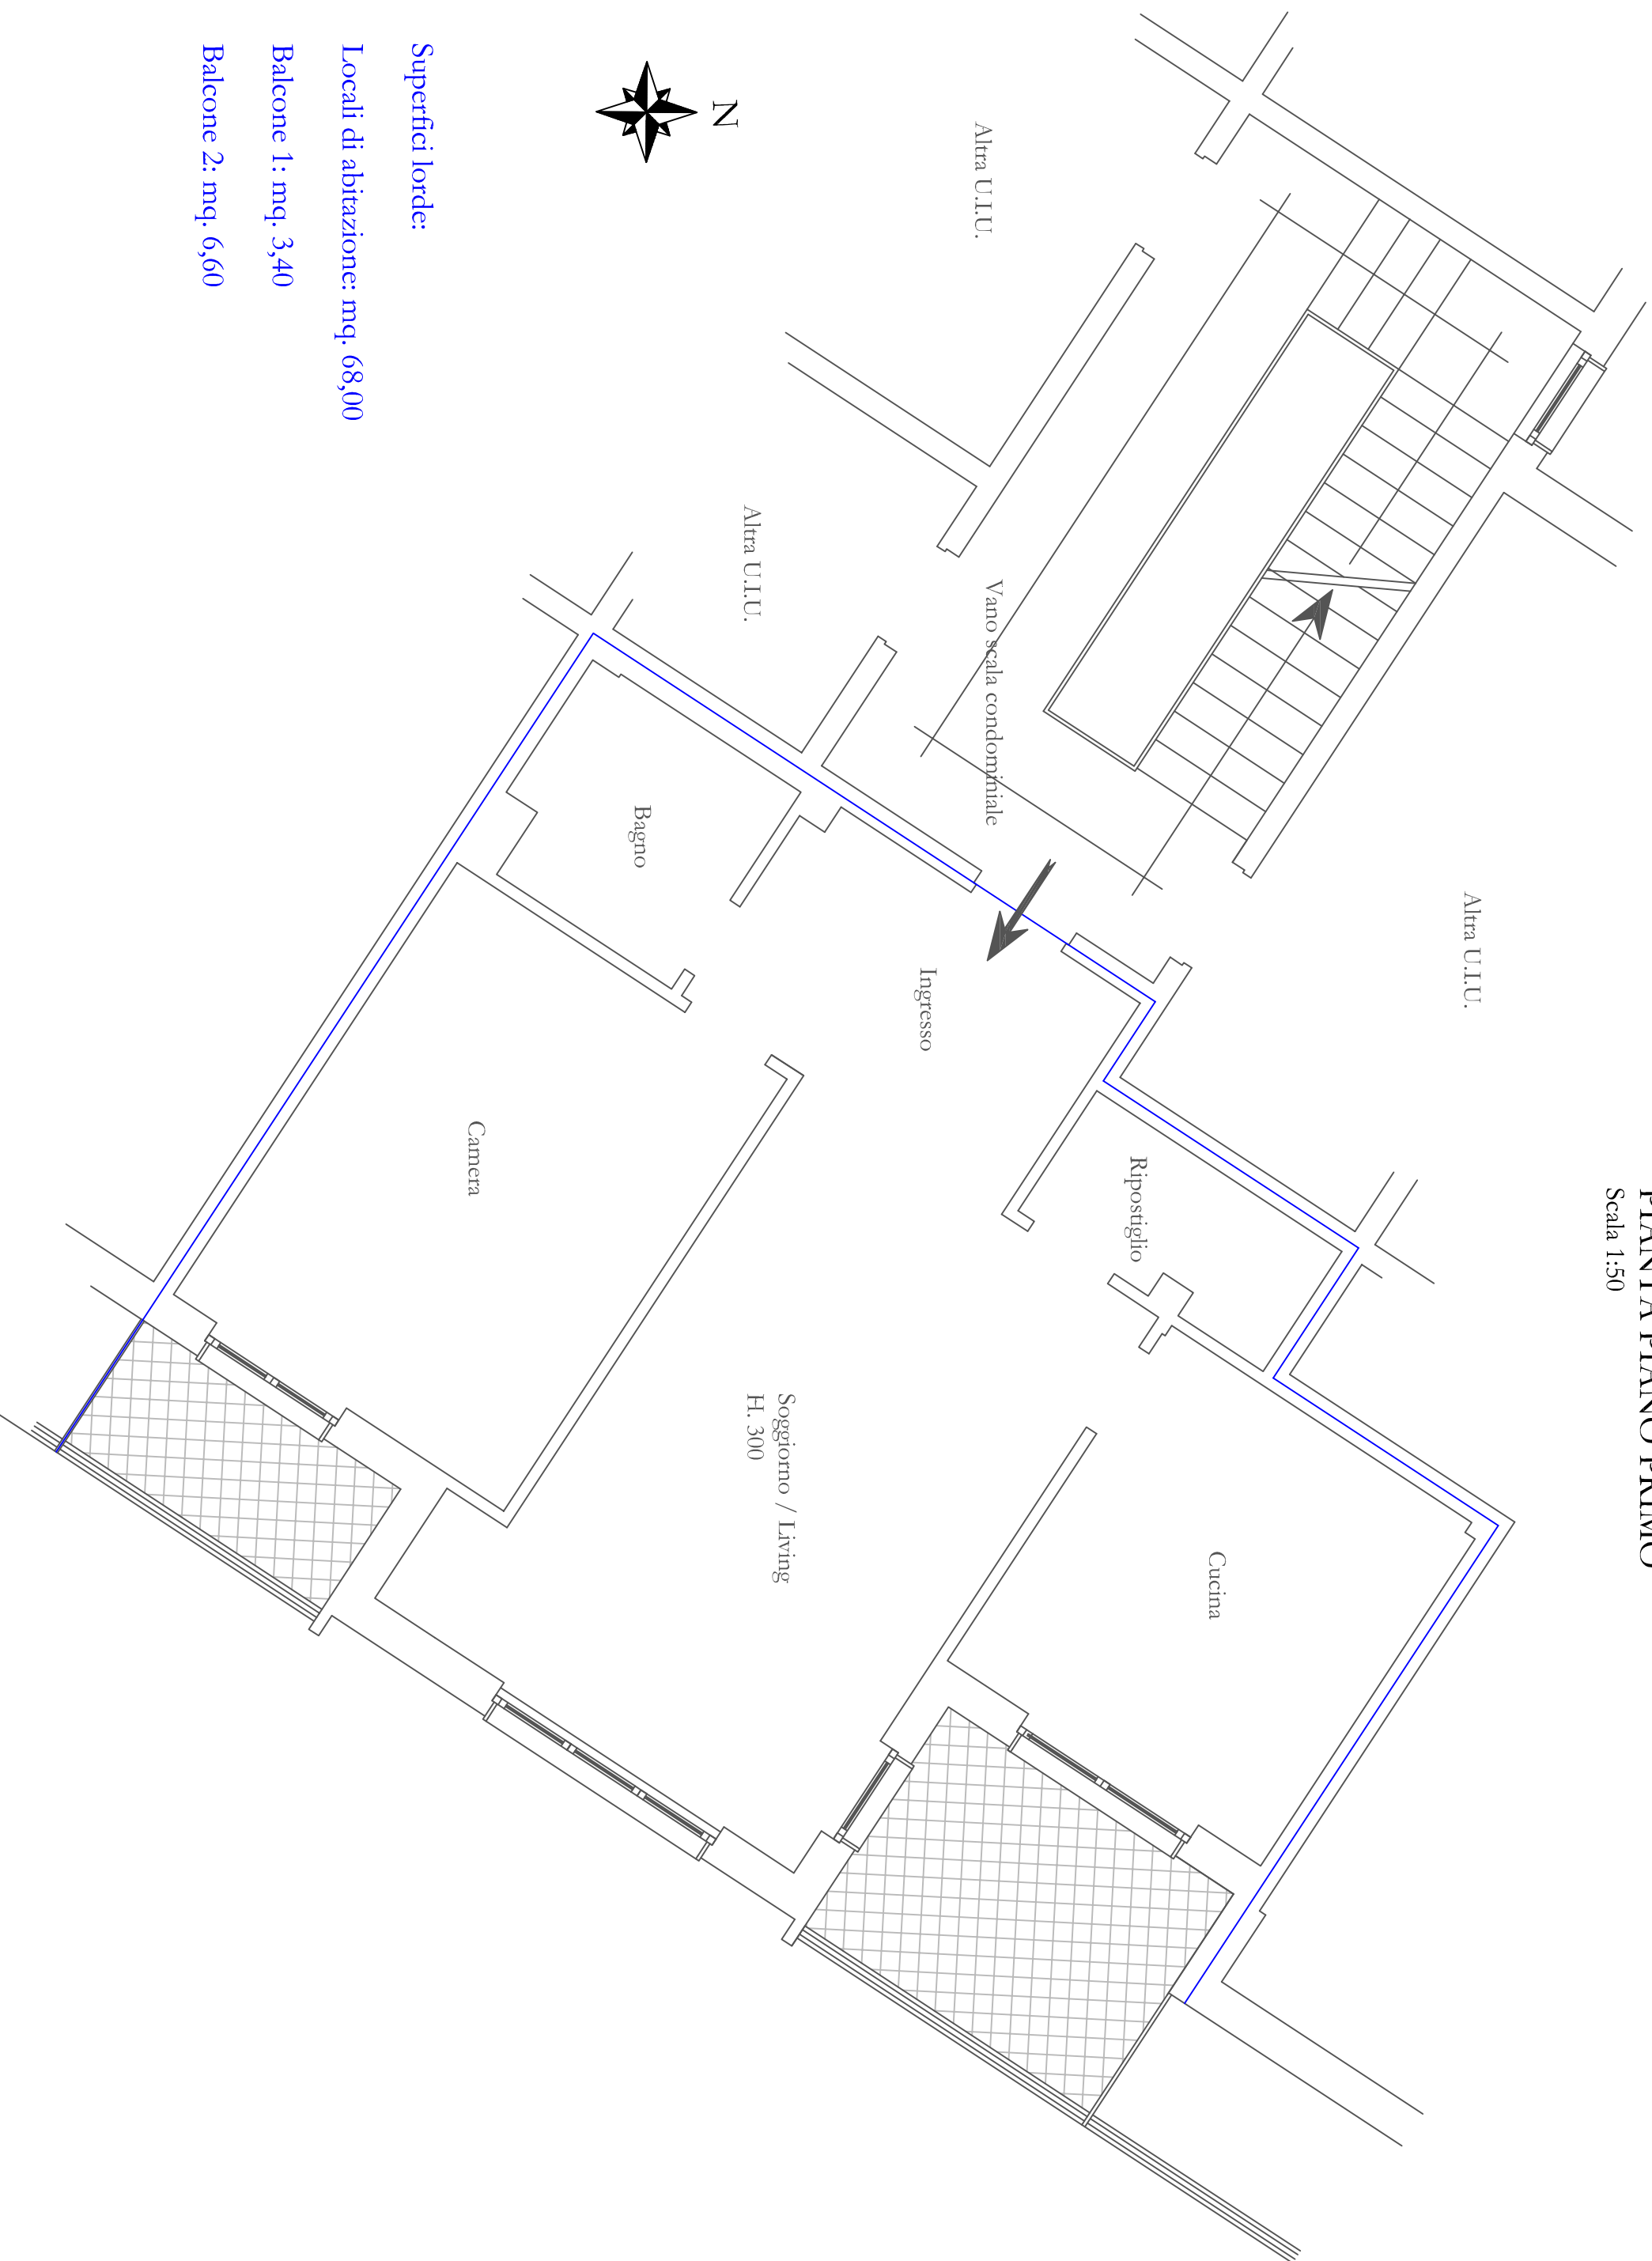 PIANTA PIANO PRIMO
Scala 1:50
Altra U.I.U.
Altra U.I.U.
Altra U.I.U.
Vano scala condominiale
N
Ingresso
Ripostiglio
Cucina
Bagno
Soggiorno / Living
H. 300
Camera
Superfici lorde:
Locali di abitazione: mq. 68,00
Balcone 1: mq. 3,40
Balcone 2: mq. 6,60